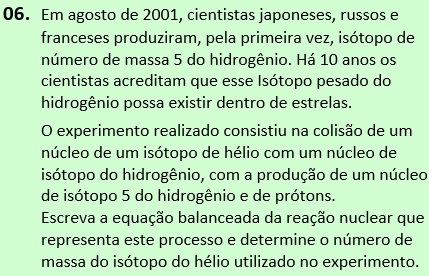 06. Em agosto de 2001, cientistas japoneses, russos e
franceses produziram, pela primeira vez, isótopo de
número de massa 5 do hidrogênio. Há 10 anos os
cientistas acreditam que esse Isótopo pesado do
hidrogênio possa existir dentro de estrelas.
O experimento realizado consistiu na colisão de um
núcleo de um isótopo de hélio com um núcleo de
isótopo do hidrogênio, com a produção de um núcleo
de isótopo 5 do hidrogênio e de prótons.
Escreva a equação balanceada da reação nuclear que
representa este processo e determine o número de
massa do isótopo do hélio utilizado no experimento.